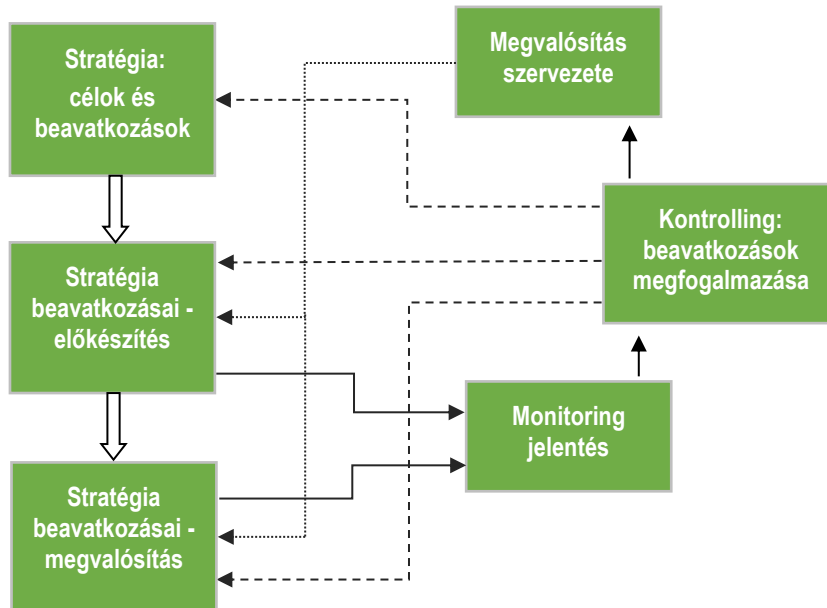 Stratégia:
célok és
beavatkozások
Megvalósítás
szervezete
Kontrolling:
beavatkozások
megfogalmazása
Stratégia
beavatkozásai -
előkészítés
Monitoring
jelentés
Stratégia
beavatkozásai -
megvalósítás